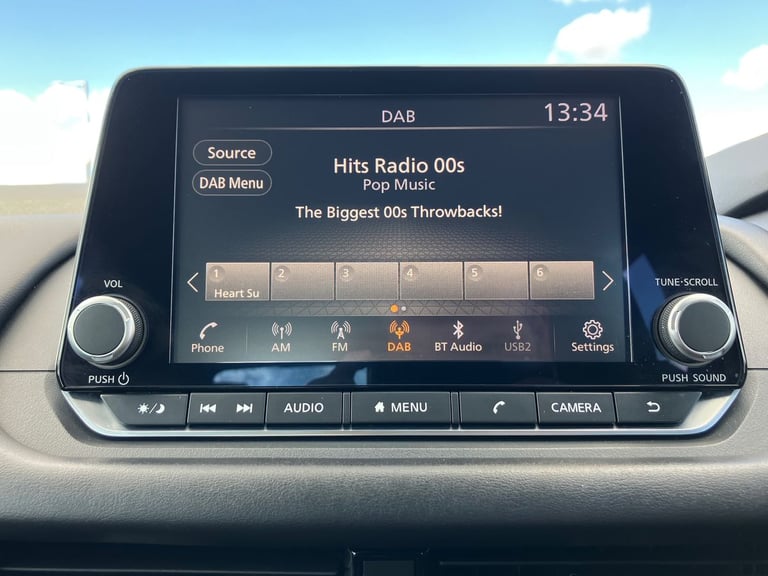 DAB
13:34
Source
Hits Radio 00s
Pop Music
DAB Menu
The Biggest 00s Throwbacks!
1 2 3 4 5 6
Heart Su
VOL
TUNE·SCROLL
Phone AM FM DAB BT Audio USB2 Settings
PUSH
PUSH SOUND
AUDIO MENU CAMERA